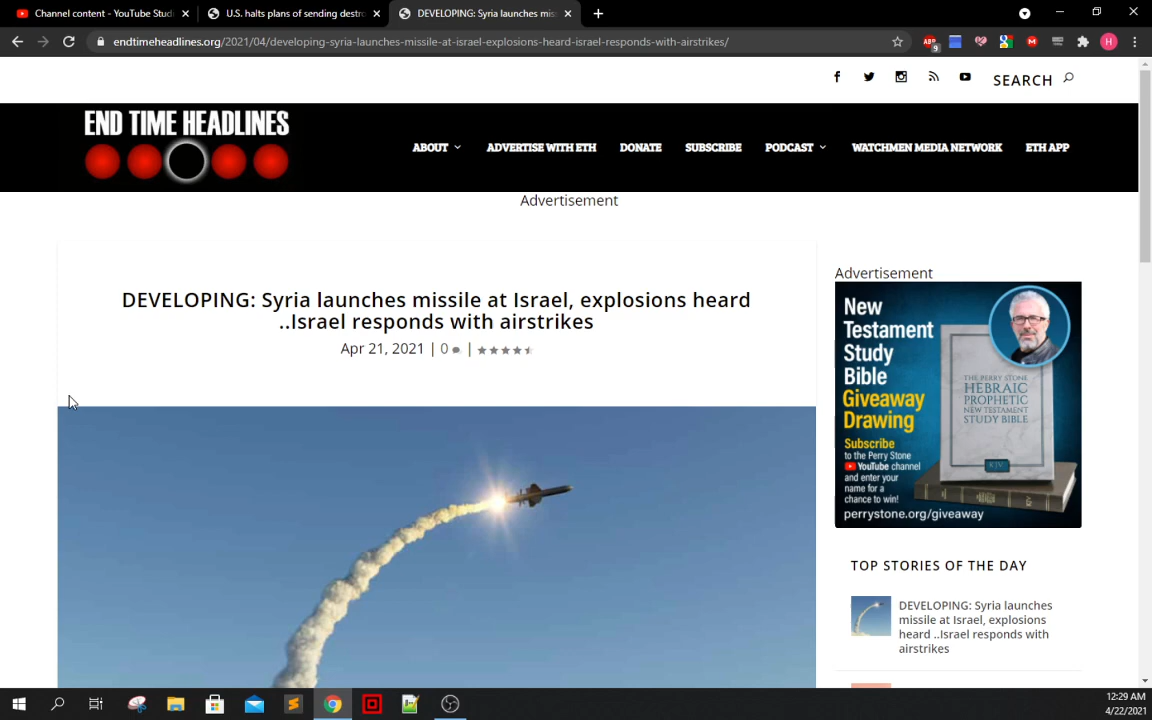 Channel content - YouTube Stud
U.S. halts plans of sending destro
DEVELOPING: Syria launches mis
endtimeheadlines.org/2021/04/developing-syria-launches-missile-at-israel-explosions-heard-israel-responds-with-airstrikes/
ABP
9
H
SEARCH
END TIME HEADLINES
ABOUT
ADVERTISE WITH ETH
DONATE
SUBSCRIBE
PODCAST
WATCHMEN MEDIA NETWORK
ETH APP
Advertisement
DEVELOPING: Syria launches missile at Israel, explosions heard
..Israel responds with airstrikes
Apr 21, 2021 | 0 |
Advertisement
New
Testament
Study
Bible
Giveaway
Drawing
Subscribe
to the Perry Stone
YouTube channel
and enter your
name for a
chance to win!
perrystone.org/giveaway
THE PERRY STONE
HEBRAIC
PROPHETIC
NEW TESTAMENT
STUDY BIBLE
KJV
TOP STORIES OF THE DAY
DEVELOPING: Syria launches
missile at Israel, explosions
heard ..Israel responds with
airstrikes
12:29 AM
4/22/2021